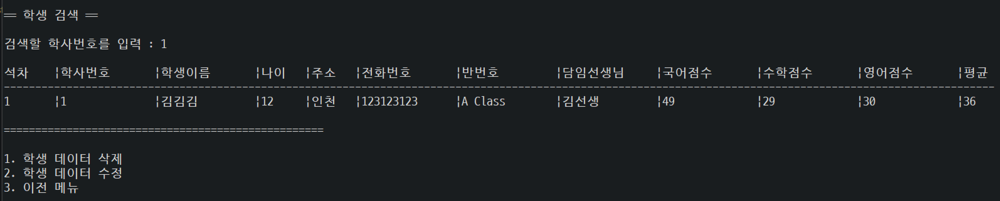 == 학생 검색 ==
검색할 학사번호를 입력 : 1
석차 |학사번호 |학생이름 |나이 |주소 |전화번호 |반번호 |담임선생님 |국어점수 |수학점수 |영어점수 |평균
--------------------------------------------------------------------------------------------------------------------------------------------------------------
1 |1 |김김김 |12 |인천 |123123123 |A Class |김선생 |49 |29 |30 |36
===================================================
1. 학생 데이터 삭제
2. 학생 데이터 수정
3. 이전 메뉴